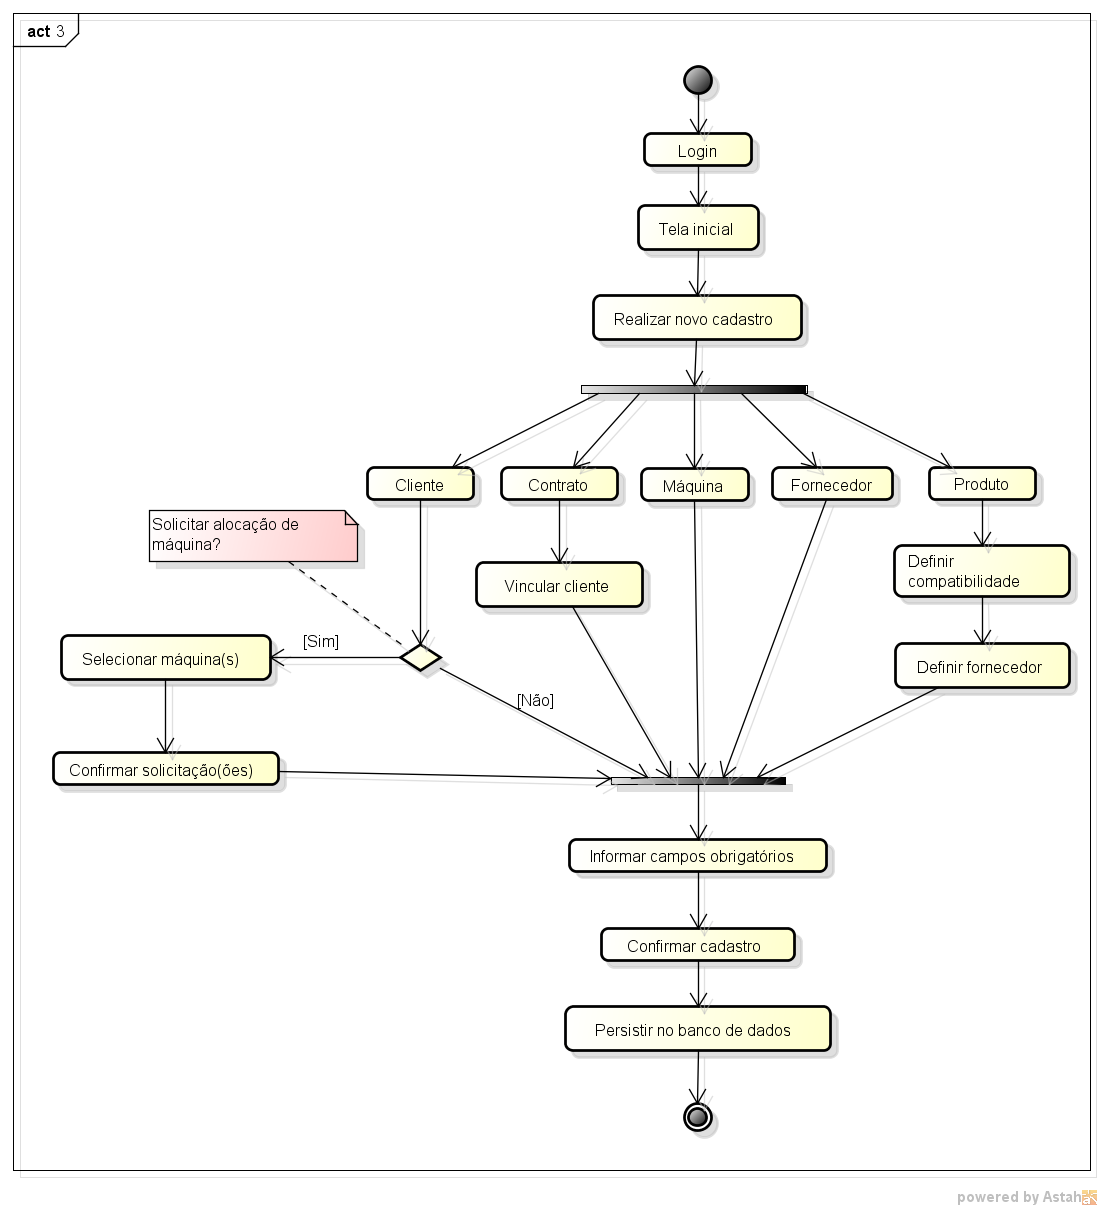 act 3
Login
Tela inicial
Realizar novo cadastro
Cliente
Contrato
Máquina
Fornecedor
Produto
Solicitar alocação de
máquina?
Definir
compatibilidade
Vincular cliente
[Sim]
Selecionar máquina(s)
Definir fornecedor
[Não]
Confirmar solicitação(ões)
Informar campos obrigatórios
Confirmar cadastro
Persistir no banco de dados
powered by Astah